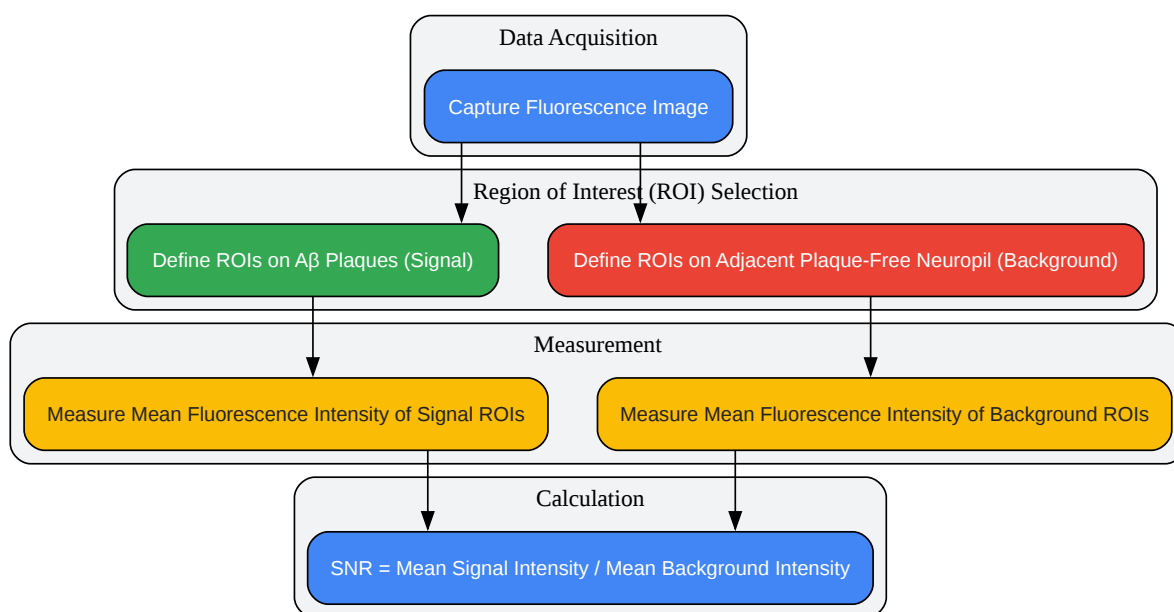 Data Acquisition
Capture Fluorescence Image
Region of Interest (ROI) Selection
Define ROIs on Aβ Plaques (Signal)
Define ROIs on Adjacent Plaque-Free Neuropil (Background)
Measurement
Measure Mean Fluorescence Intensity of Signal ROIs
Measure Mean Fluorescence Intensity of Background ROIs
Calculation
SNR = Mean Signal Intensity / Mean Background Intensity